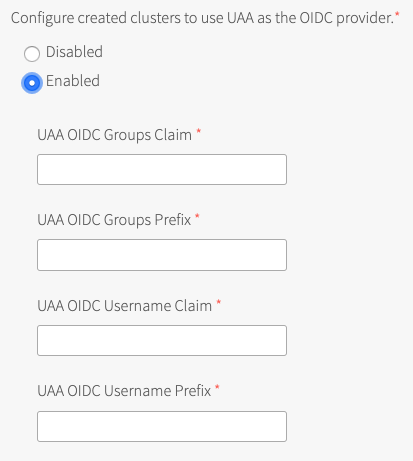 Configure created clusters to use UAA as the OIDC provider.*
Disabled
Enabled
UAA OIDC Groups Claim *
UAA OIDC Groups Prefix *
UAA OIDC Username Claim *
UAA OIDC Username Prefix *